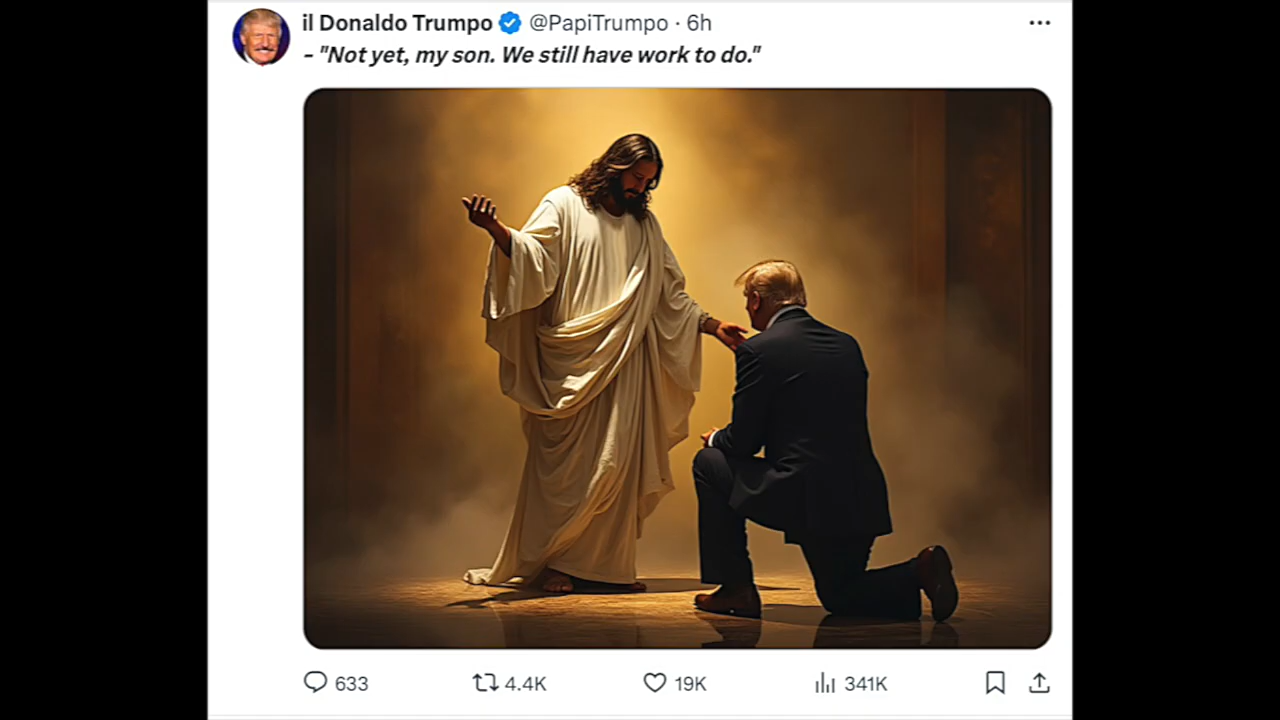 il Donaldo Trumpo @PapiTrumpo · 6h
- "Not yet, my son. We still have work to do."
633 4.4K 19K 341K